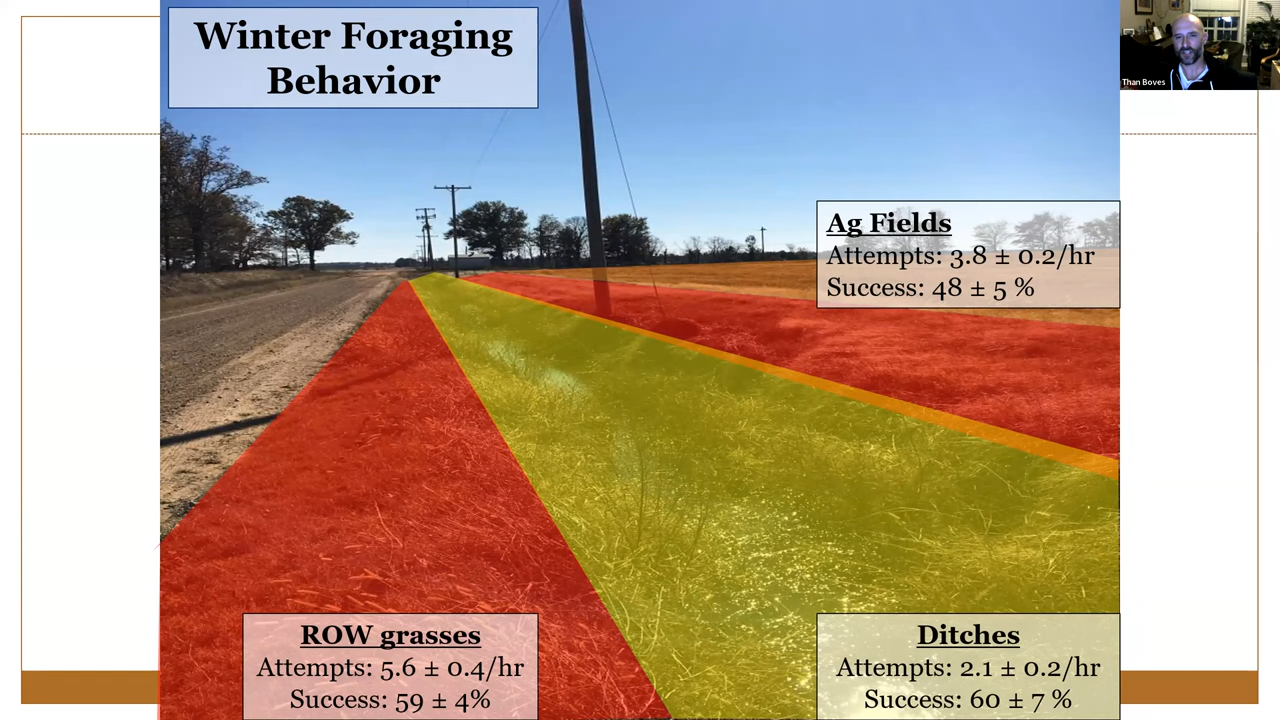 Winter Foraging
Behavior
Than Boves
Ag Fields
Attempts: 3.8 ± 0.2/hr
Success: 48 ± 5 %
ROW grasses
Attempts: 5.6 ± 0.4/hr
Success: 59 ± 4%
Ditches
Attempts: 2.1 ± 0.2/hr
Success: 60 ± 7 %